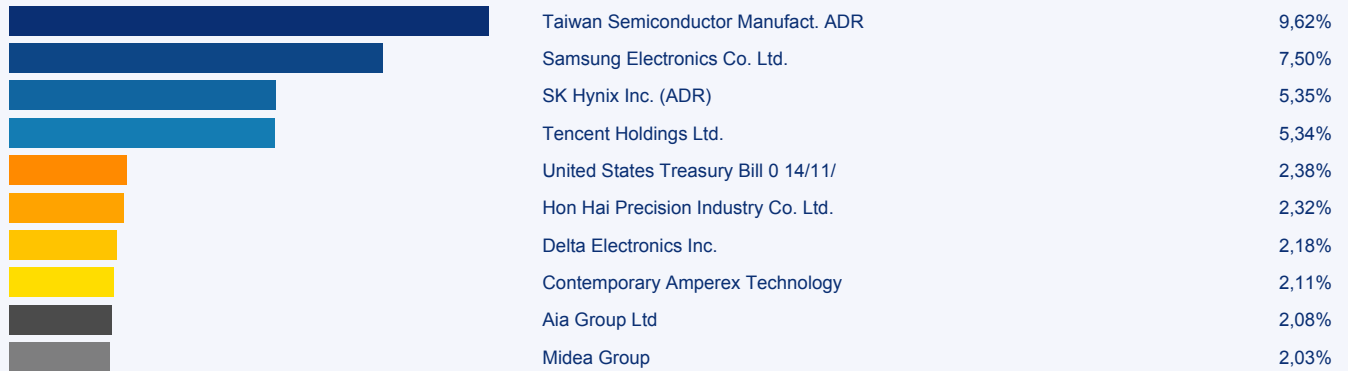 Taiwan Semiconductor Manufact. ADR 9,62%
Samsung Electronics Co. Ltd. 7,50%
SK Hynix Inc. (ADR) 5,35%
Tencent Holdings Ltd. 5,34%
United States Treasury Bill 0 14/11/ 2,38%
Hon Hai Precision Industry Co. Ltd. 2,32%
Delta Electronics Inc. 2,18%
Contemporary Amperex Technology 2,11%
Aia Group Ltd 2,08%
Midea Group 2,03%